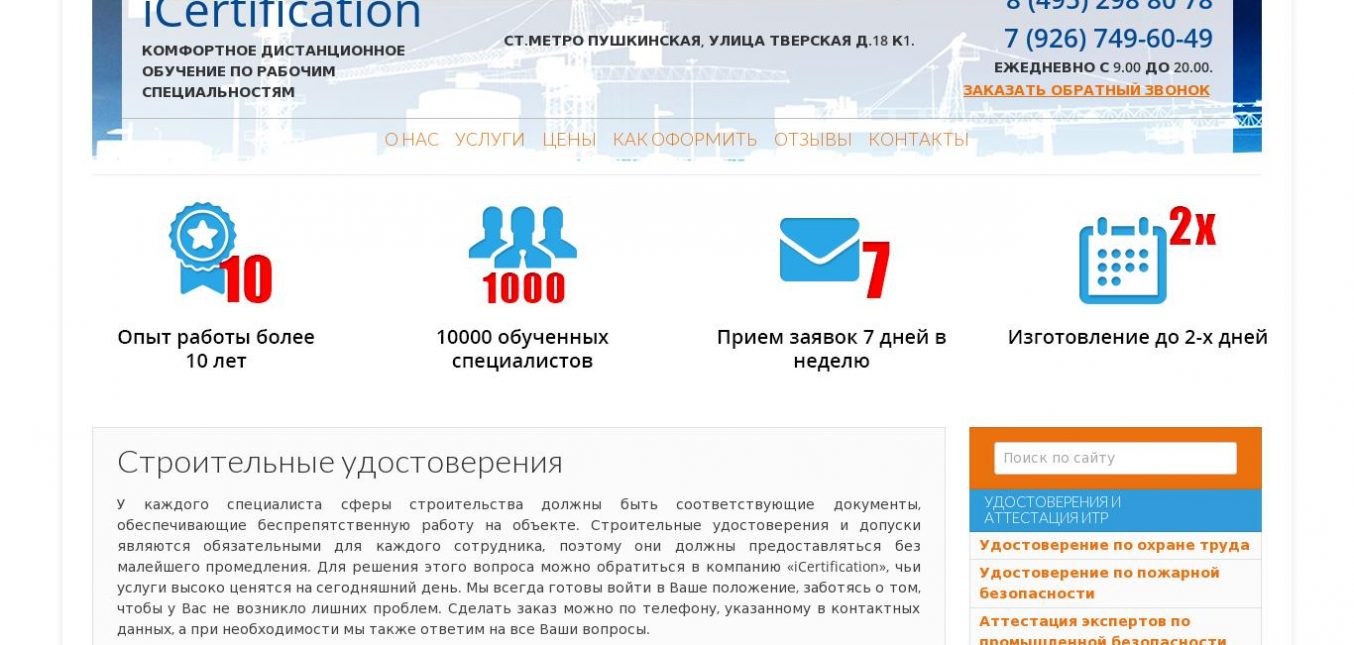 iCertification
КОМФОРТНОЕ ДИСТАНЦИОННОЕ
ОБУЧЕНИЕ ПО РАБОЧИМ
СПЕЦИАЛЬНОСТЯМ
СТ.МЕТРО ПУШКИНСКАЯ, УЛИЦА ТВЕРСКАЯ Д.18 К1.
8 (495) 298 80 78
7 (926) 749-60-49
ЕЖЕДНЕВНО С 9.00 ДО 20.00.
ЗАКАЗАТЬ ОБРАТНЫЙ ЗВОНОК
О НАС УСЛУГИ ЦЕНЫ КАК ОФОРМИТЬ ОТЗЫВЫ КОНТАКТЫ
10
Опыт работы более
10 лет
1000
10000 обученных
специалистов
7
Прием заявок 7 дней в
неделю
2x
Изготовление до 2-х дней
Строительные удостоверения
У каждого специалиста сферы строительства должны быть соответствующие документы,
обеспечивающие беспрепятственную работу на объекте. Строительные удостоверения и допуски
являются обязательными для каждого сотрудника, поэтому они должны предоставляться без
малейшего промедления. Для решения этого вопроса можно обратиться в компанию «iCertification», чьи
услуги высоко ценятся на сегодняшний день. Мы всегда готовы войти в Ваше положение, заботясь о том,
чтобы у Вас не возникло лишних проблем. Сделать заказ можно по телефону, указанному в контактных
данных, а при необходимости мы также ответим на все Ваши вопросы.
Поиск по сайту
УДОСТОВЕРЕНИЯ И
АТТЕСТАЦИЯ ИТР
Удостоверение по охране труда
Удостоверение по пожарной
безопасности
Аттестация экспертов по
промышленной безопасности